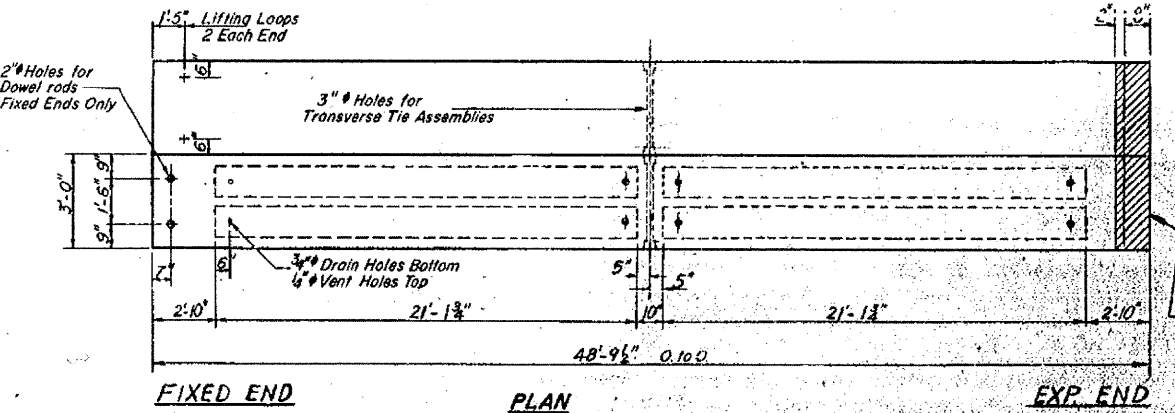 1'-5"
Lifting Loops
2 Each End
2"ϕ Holes for
Dowel rods
Fixed Ends Only
6"
6"
3"ϕ Holes for
Transverse Tie Assemblies
2"
8"
3'-0"
9" 1'-6" 9"
7"
6"
3/4"ϕ Drain Holes Bottom
1/4"ϕ Vent Holes Top
5"
5"
2'-10"
21'-1 3/4"
10"
21'-1 3/4"
2'-10"
48'-9 1/2" O. to O.
FIXED END
PLAN
EXP. END